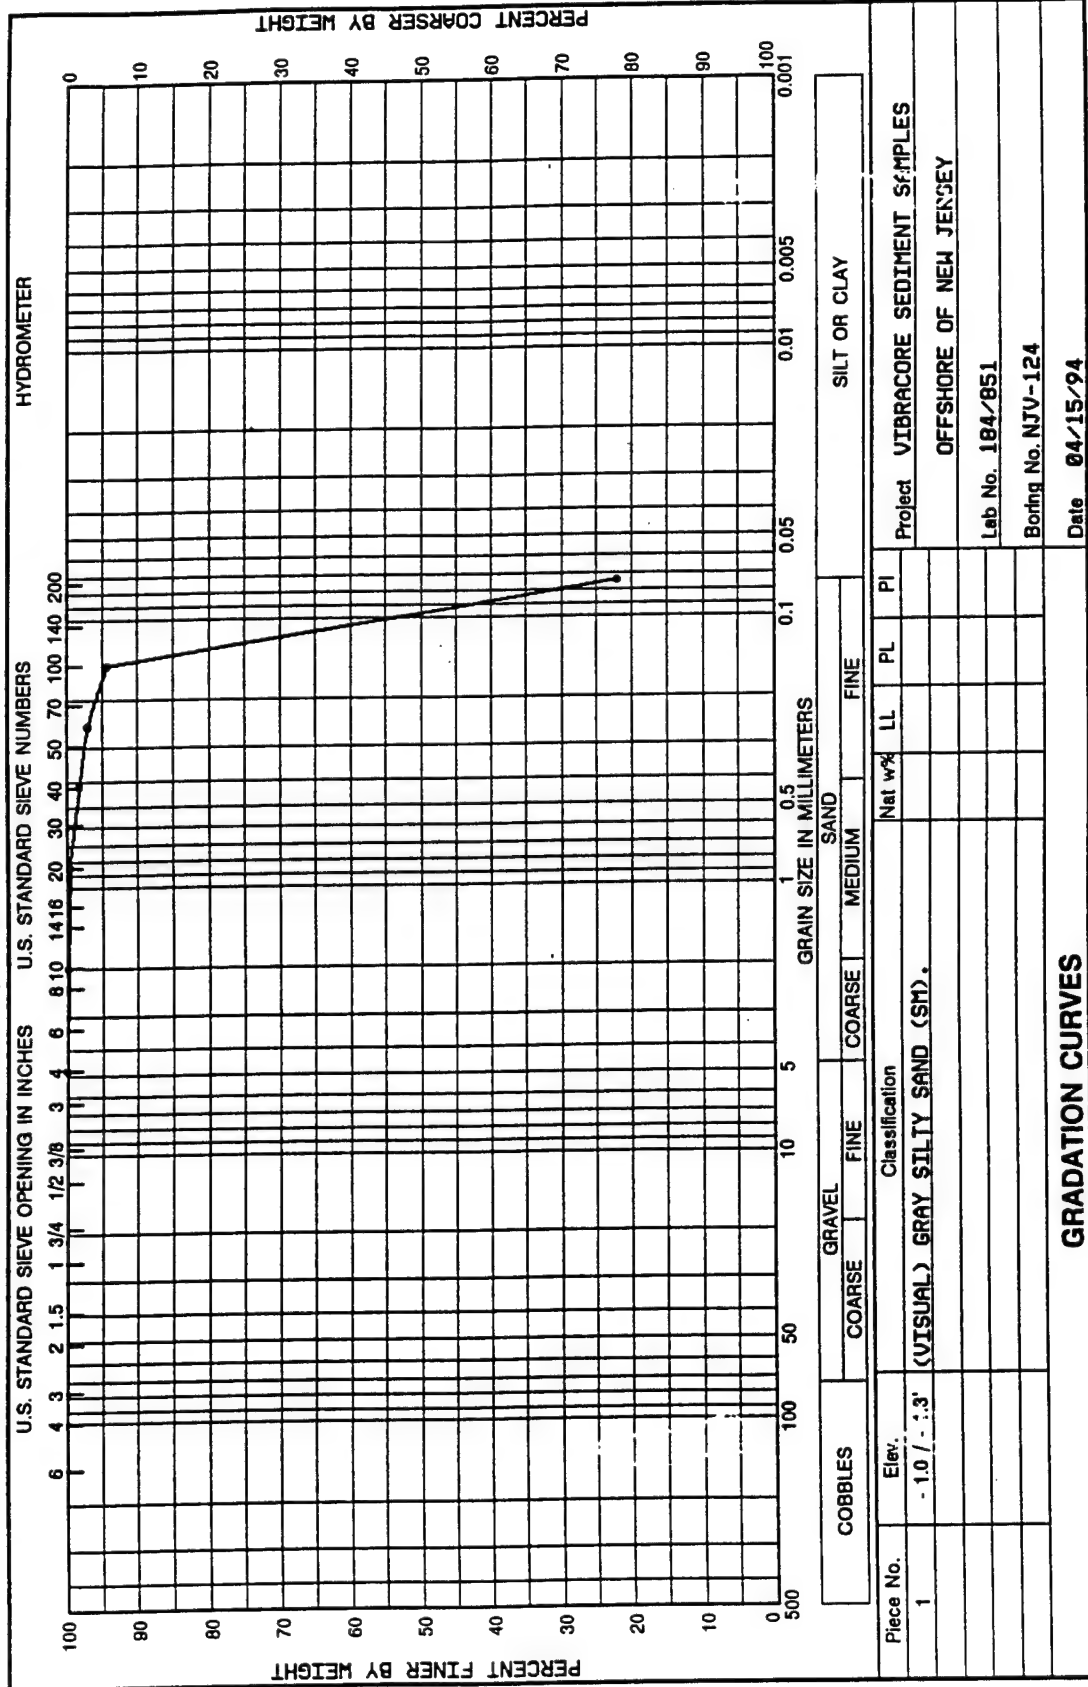 U.S. STANDARD SIEVE OPENING IN INCHES U.S. STANDARD SIEVE NUMBERS HYDROMETER
6 4 3 2 1.5 1 3/4 1/2 3/8 3 4 6 8 10 14 16 20 30 40 50 70 100 140 200
PERCENT FINER BY WEIGHT
100
90
80
70
60
50
40
30
20
10
0
PERCENT COARSER BY WEIGHT
0
10
20
30
40
50
60
70
80
90
100
500 100 50 10 5 1 0.5 0.1 0.05 0.01 0.005 0.001
GRAIN SIZE IN MILLIMETERS
COBBLES GRAVEL SAND SILT OR CLAY
COARSE FINE COARSE MEDIUM FINE
Piece No. Elev. Classification Nat w% LL PL PI
1 - 1.0 / - 1.3' (VISUAL) GRAY SILTY SAND (SM).
Project VIBRACORE SEDIMENT SAMPLES
OFFSHORE OF NEW JERSEY
Lab No. 184/851
Boring No. NJV-124
Date 04/15/94
GRADATION CURVES